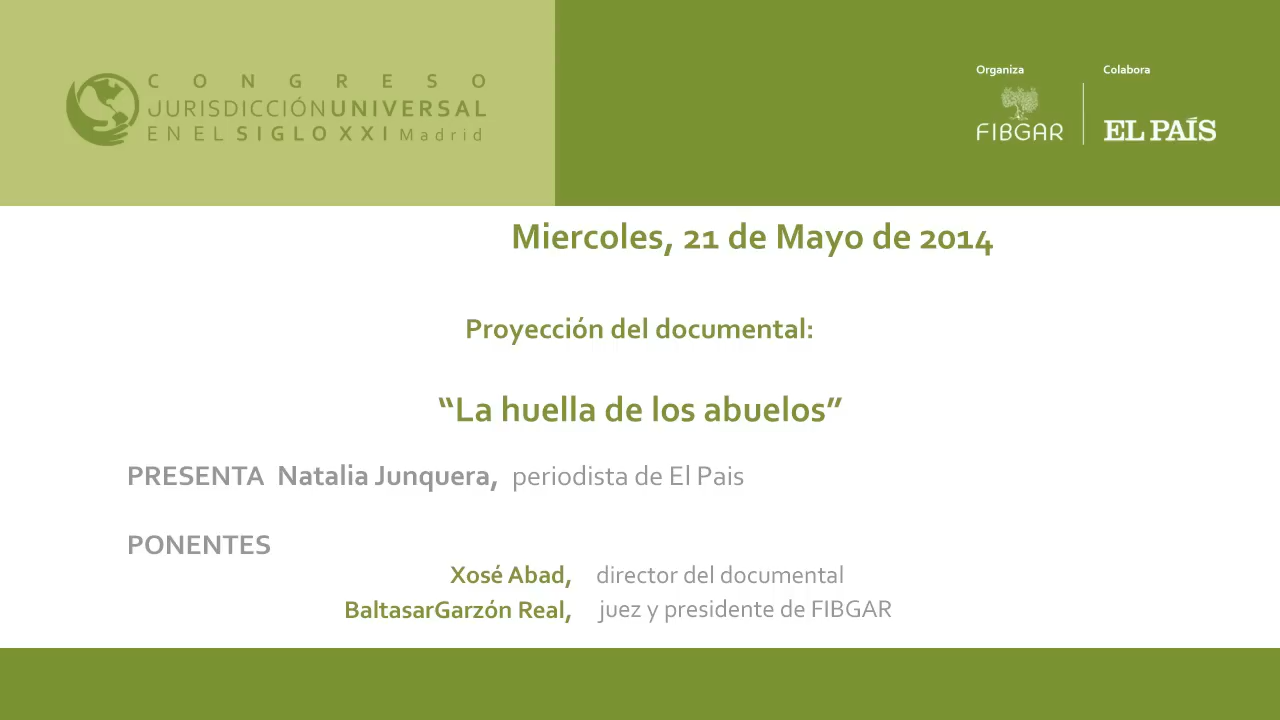 CONGRESO
JURISDICCIÓNUNIVERSAL
EN EL SIGLO XXI Madrid
Organiza
FIBGAR
Colabora
EL PAÍS
Miercoles, 21 de Mayo de 2014
Proyección del documental:
“La huella de los abuelos”
PRESENTA Natalia Junquera, periodista de El Pais
PONENTES
Xosé Abad, director del documental
BaltasarGarzón Real, juez y presidente de FIBGAR